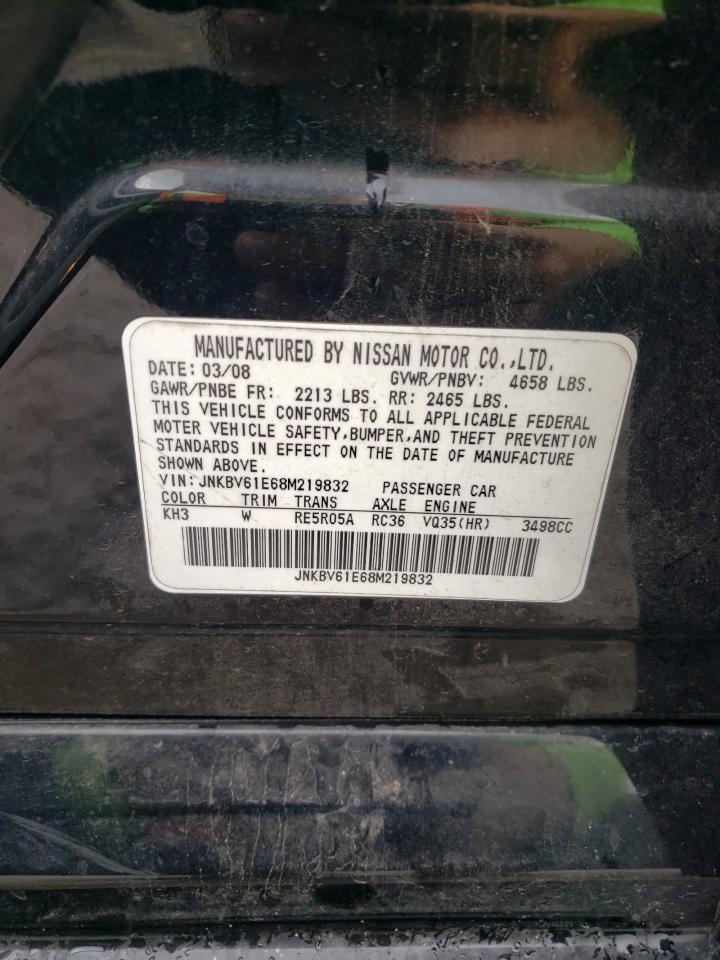 MANUFACTURED BY NISSAN MOTOR CO.,LTD.
DATE: 03/08 GVWR/PNBV: 4658 LBS.
GAWR/PNBE FR: 2213 LBS. RR: 2465 LBS.
THIS VEHICLE CONFORMS TO ALL APPLICABLE FEDERAL
MOTER VEHICLE SAFETY,BUMPER,AND THEFT PREVENTION
STANDARDS IN EFFECT ON THE DATE OF MANUFACTURE
SHOWN ABOVE.
VIN:JNKBV61E68M219832 PASSENGER CAR
COLOR TRIM TRANS AXLE ENGINE
KH3 W RE5R05A RC36 VQ35(HR) 3498CC
JNKBV61E68M219832